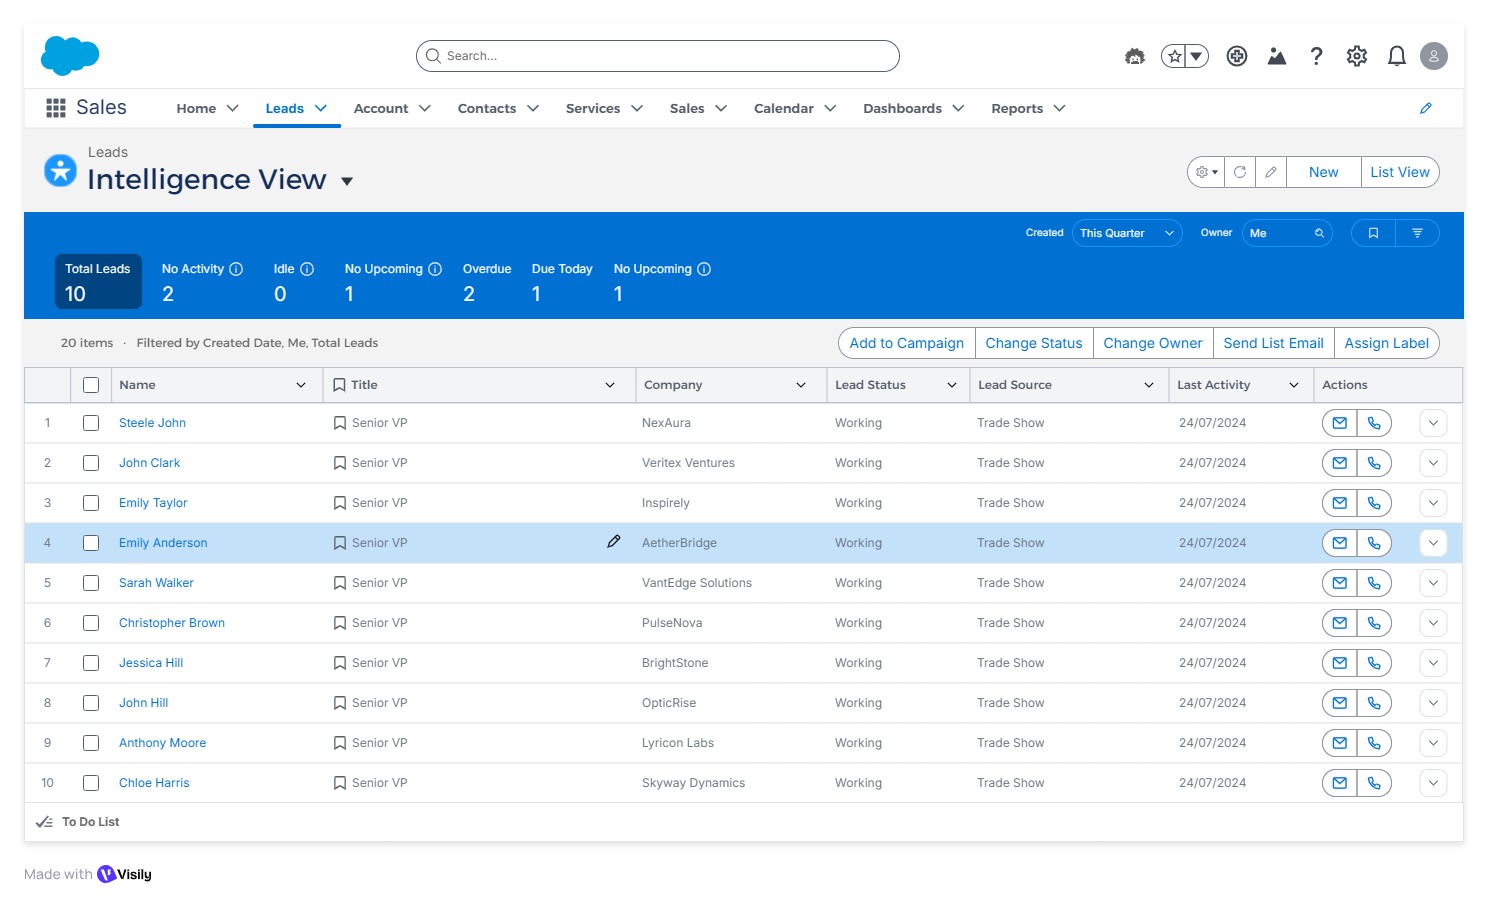 Search...
Sales
Home Leads Account Contacts Services Sales Calendar Dashboards Reports
Leads
Intelligence View
New List View
Created This Quarter Owner Me
Total Leads No Activity Idle No Upcoming Overdue Due Today No Upcoming
10 2 0 1 2 1 1
20 items · Filtered by Created Date, Me, Total Leads
Add to Campaign Change Status Change Owner Send List Email Assign Label
Name Title Company Lead Status Lead Source Last Activity Actions
1 Steele John Senior VP NexAura Working Trade Show 24/07/2024
2 John Clark Senior VP Veritex Ventures Working Trade Show 24/07/2024
3 Emily Taylor Senior VP Inspirely Working Trade Show 24/07/2024
4 Emily Anderson Senior VP AetherBridge Working Trade Show 24/07/2024
5 Sarah Walker Senior VP VantEdge Solutions Working Trade Show 24/07/2024
6 Christopher Brown Senior VP PulseNova Working Trade Show 24/07/2024
7 Jessica Hill Senior VP BrightStone Working Trade Show 24/07/2024
8 John Hill Senior VP OpticRise Working Trade Show 24/07/2024
9 Anthony Moore Senior VP Lyricon Labs Working Trade Show 24/07/2024
10 Chloe Harris Senior VP Skyway Dynamics Working Trade Show 24/07/2024
To Do List
Made with Visily